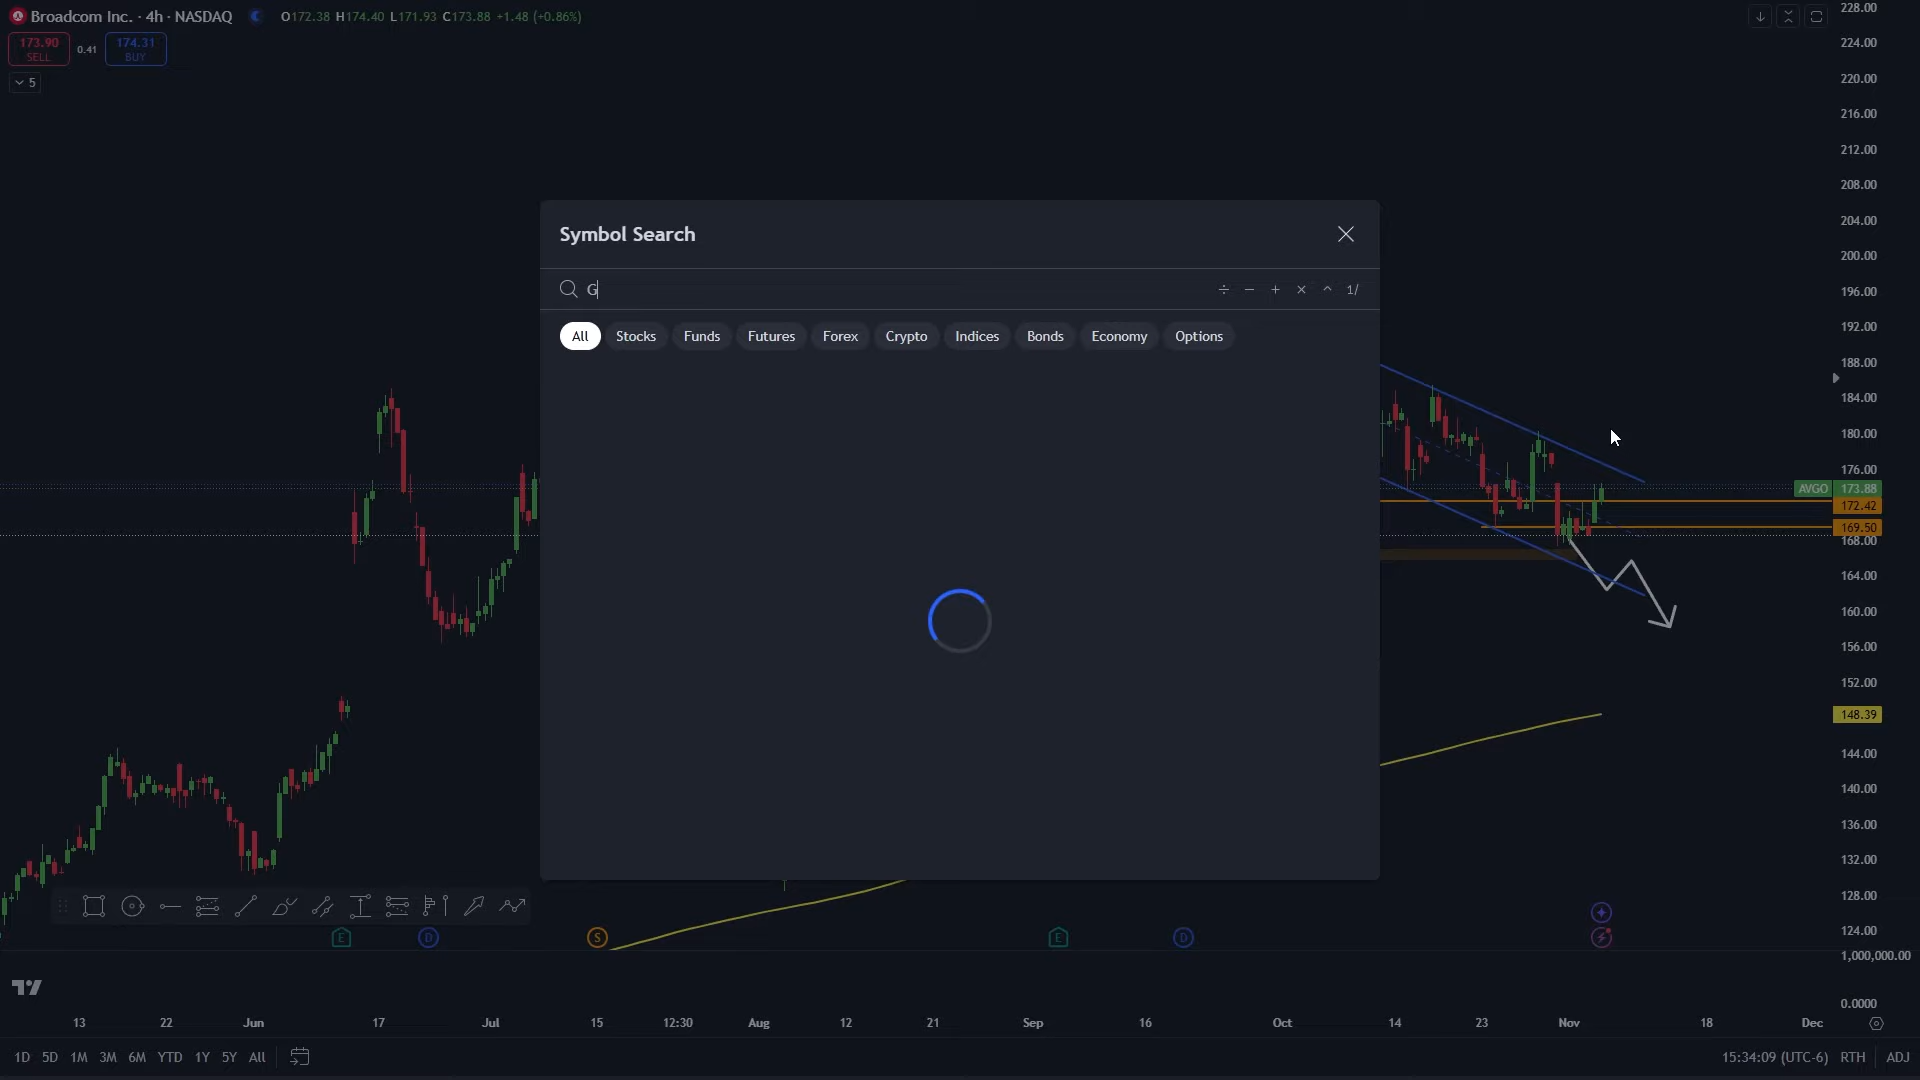 Broadcom Inc. · 4h · NASDAQ O172.38 H174.40 L171.93 C173.88 +1.48 (+0.86%)
173.90 0.41 174.31
SELL BUY
5
Symbol Search
G
÷ − + × ^ 1/
All Stocks Funds Futures Forex Crypto Indices Bonds Economy Options
228.00
224.00
220.00
216.00
212.00
208.00
204.00
200.00
196.00
192.00
188.00
184.00
180.00
176.00
AVGO 173.88
172.42
169.50
168.00
164.00
160.00
156.00
152.00
148.39
144.00
140.00
136.00
132.00
128.00
124.00
E D S E D
1,000,000.00
0.0000
13 22 Jun 17 Jul 15 12:30 Aug 12 21 Sep 16 Oct 14 23 Nov 18 Dec
1D 5D 1M 3M 6M YTD 1Y 5Y All 15:34:09 (UTC-6) RTH ADJ